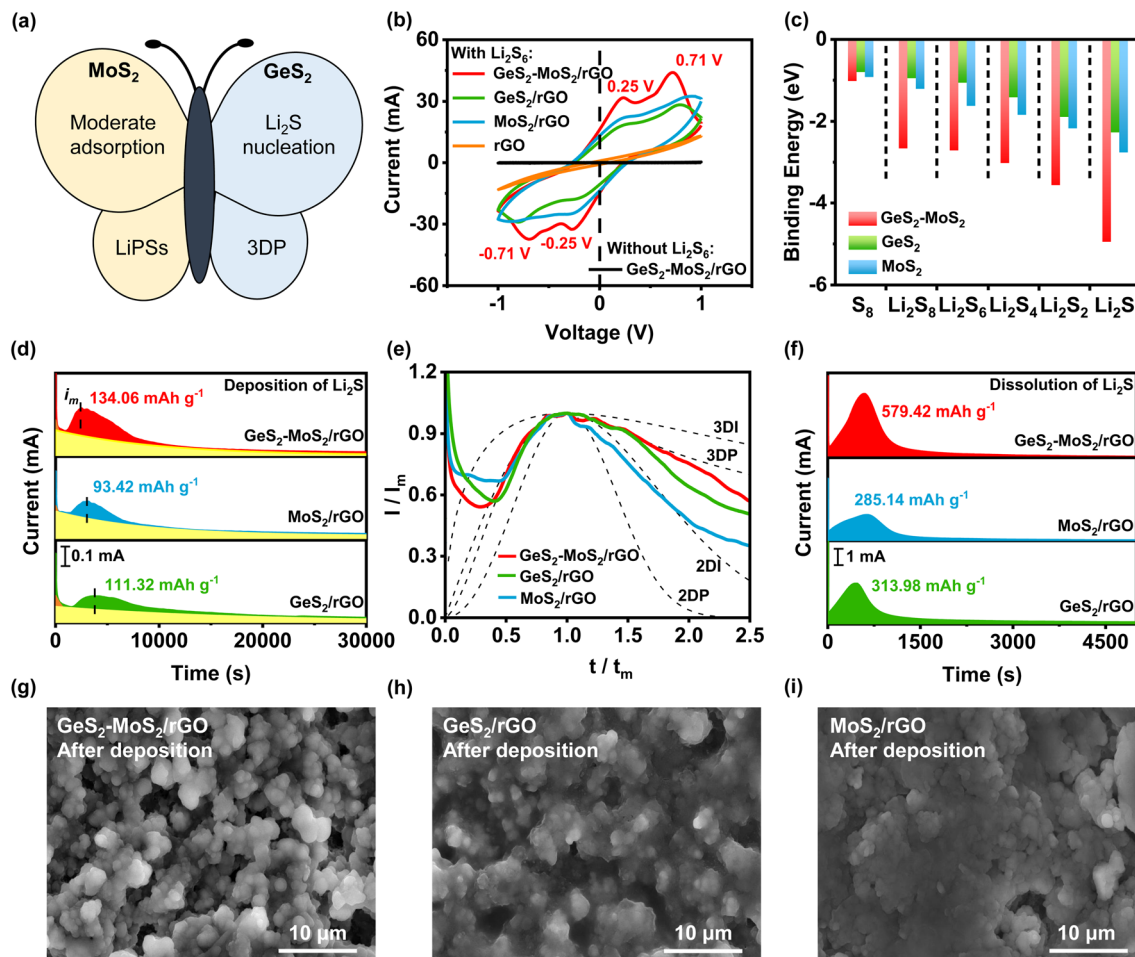 (a)
MoS₂
GeS₂
Moderate
adsorption
Li₂S
nucleation
LiPSs
3DP
(b)
60
30
0
-30
-60
Current (mA)
With Li₂S₆:
GeS₂-MoS₂/rGO
GeS₂/rGO
MoS₂/rGO
rGO
0.71 V
0.25 V
-0.71 V
-0.25 V
Without Li₂S₆:
GeS₂-MoS₂/rGO
-1
0
1
Voltage (V)
(c)
0
-2
-4
-6
Binding Energy (eV)
GeS₂-MoS₂
GeS₂
MoS₂
S₈
Li₂S₈
Li₂S₆
Li₂S₄
Li₂S₂
Li₂S
(d)
Current (mA)
Deposition of Li₂S
iₘ
134.06 mAh g⁻¹
GeS₂-MoS₂/rGO
93.42 mAh g⁻¹
MoS₂/rGO
0.1 mA
111.32 mAh g⁻¹
GeS₂/rGO
0
10000
20000
30000
Time (s)
(e)
1.2
0.9
0.6
0.3
0.0
I / Iₘ
3DI
3DP
2DI
2DP
GeS₂-MoS₂/rGO
GeS₂/rGO
MoS₂/rGO
0.0
0.5
1.0
1.5
2.0
2.5
t / tₘ
(f)
Current (mA)
Dissolution of Li₂S
579.42 mAh g⁻¹
GeS₂-MoS₂/rGO
285.14 mAh g⁻¹
MoS₂/rGO
1 mA
313.98 mAh g⁻¹
GeS₂/rGO
0
1500
3000
4500
Time (s)
(g)
GeS₂-MoS₂/rGO
After deposition
10 μm
(h)
GeS₂/rGO
After deposition
10 μm
(i)
MoS₂/rGO
After deposition
10 μm